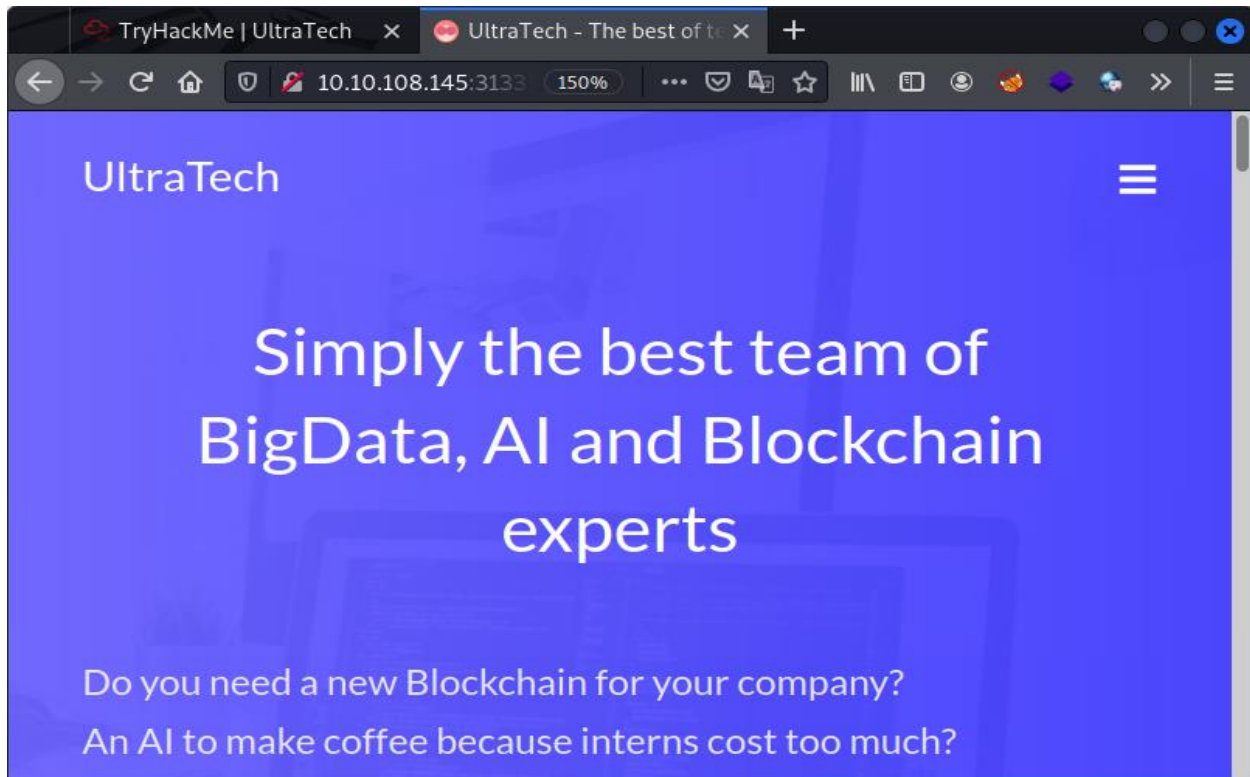 TryHackMe | UltraTech
UltraTech - The best of te
10.10.108.145:3133 150%
UltraTech
Simply the best team of
BigData, AI and Blockchain
experts
Do you need a new Blockchain for your company?
An AI to make coffee because interns cost too much?